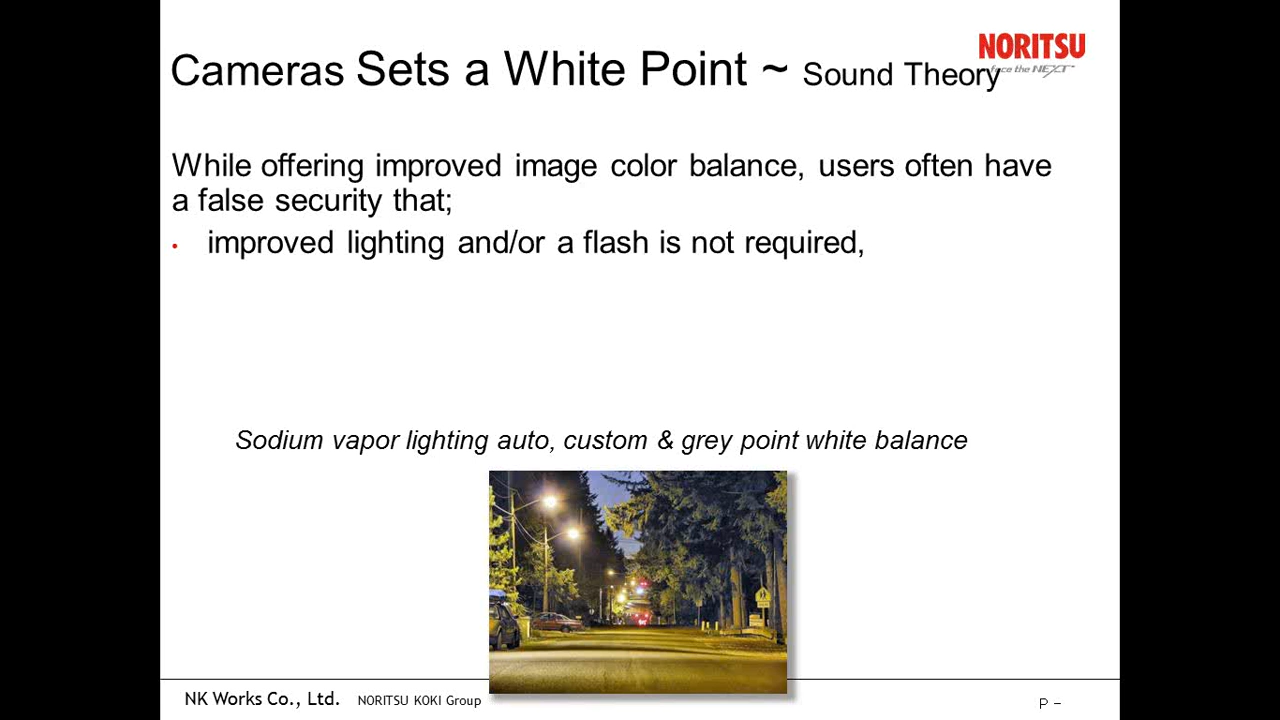 NORITSU
Cameras Sets a White Point ~ Sound Theory
face the NEXT™
While offering improved image color balance, users often have
a false security that;
• improved lighting and/or a flash is not required,
Sodium vapor lighting auto, custom & grey point white balance
NK Works Co., Ltd. NORITSU KOKI Group
P –